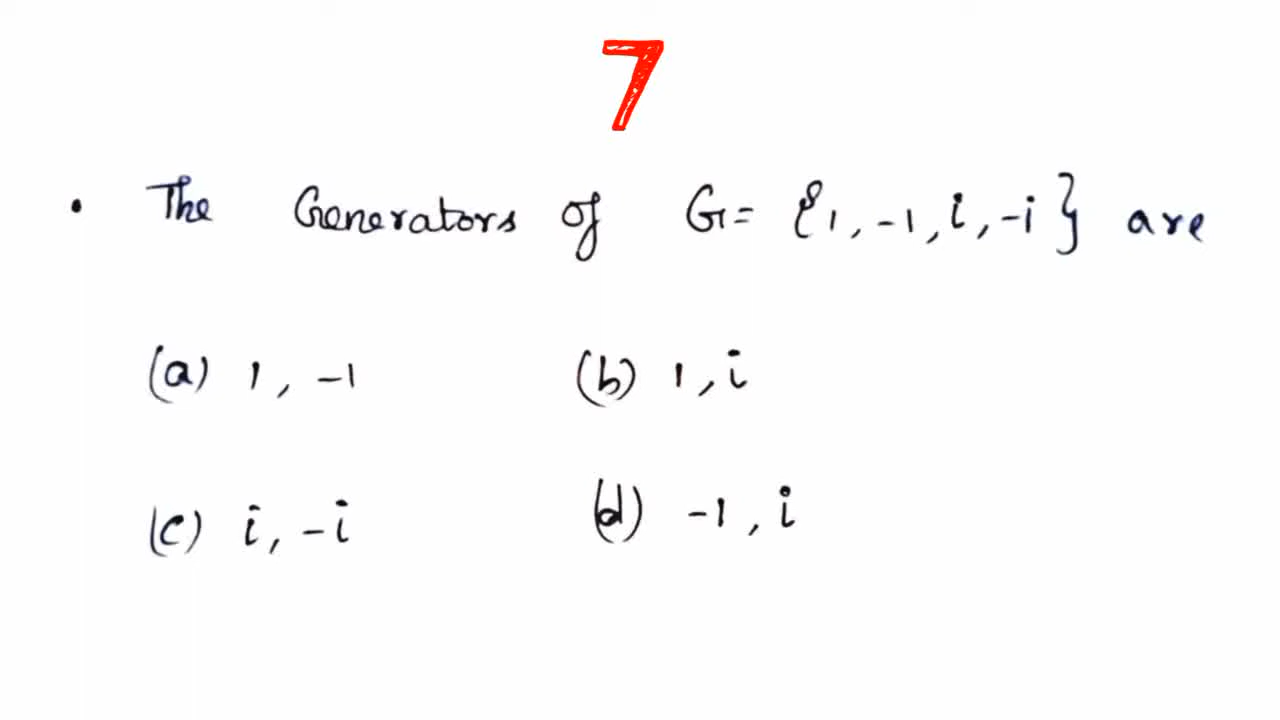 7
• The Generators of G = {1, -1, i, -i} are
(a) 1, -1 (b) 1, i
(c) i, -i (d) -1, i